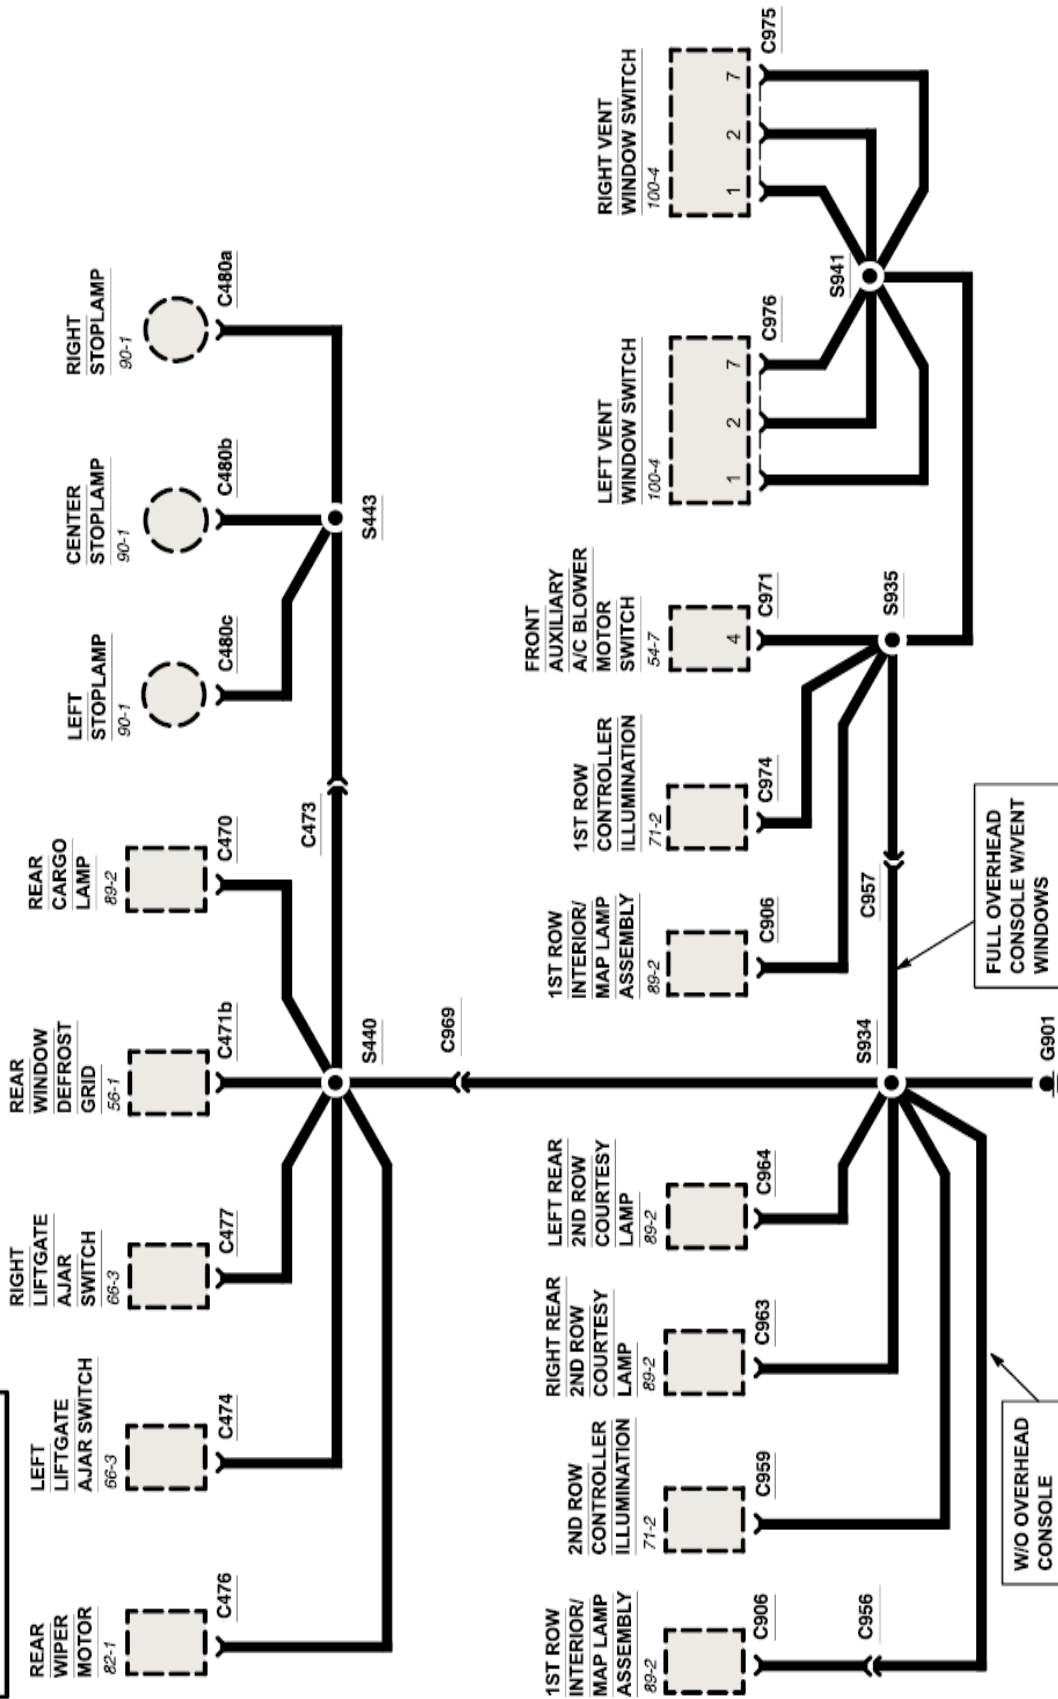 REAR
WIPER
MOTOR
82-1
C476
LEFT
LIFTGATE
AJAR SWITCH
66-3
C474
RIGHT
LIFTGATE
AJAR
SWITCH
66-3
C477
REAR
WINDOW
DEFROST
GRID
56-1
C471b
REAR
CARGO
LAMP
89-2
C470
LEFT
STOPLAMP
90-1
C480c
CENTER
STOPLAMP
90-1
C480b
RIGHT
STOPLAMP
90-1
C480a
C473
S440
S443
C969
1ST ROW
INTERIOR/
MAP LAMP
ASSEMBLY
89-2
C906
C956
2ND ROW
CONTROLLER
ILLUMINATION
71-2
C959
RIGHT REAR
2ND ROW
COURTESY
LAMP
89-2
C963
LEFT REAR
2ND ROW
COURTESY
LAMP
89-2
C964
S934
1ST ROW
INTERIOR/
MAP LAMP
ASSEMBLY
89-2
C906
1ST ROW
CONTROLLER
ILLUMINATION
71-2
C974
FRONT
AUXILIARY
A/C BLOWER
MOTOR
SWITCH
54-7
4
C971
C957
S935
LEFT VENT
WINDOW SWITCH
100-4
1 2 7
C976
RIGHT VENT
WINDOW SWITCH
100-4
1 2 7
C975
S941
W/O OVERHEAD
CONSOLE
G901
FULL OVERHEAD
CONSOLE W/VENT
WINDOWS